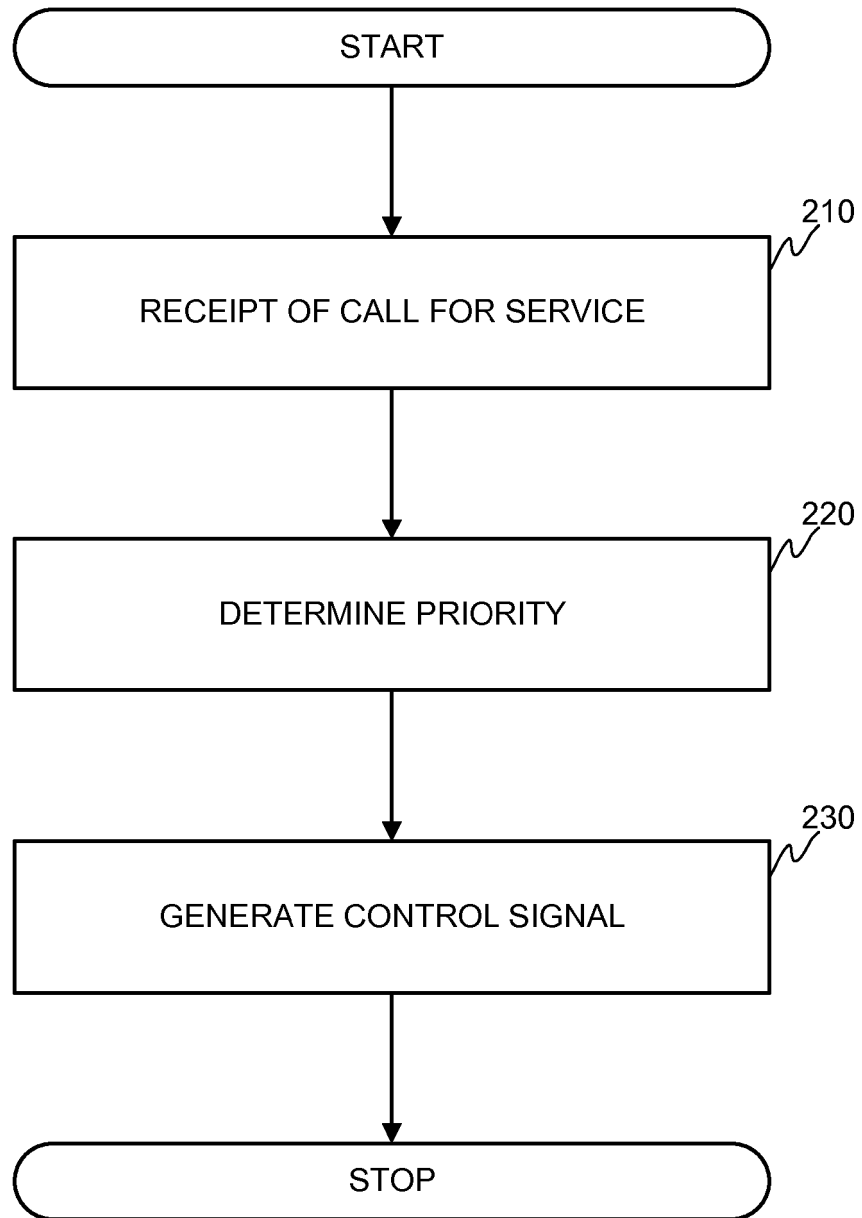 START
210
RECEIPT OF CALL FOR SERVICE
220
DETERMINE PRIORITY
230
GENERATE CONTROL SIGNAL
STOP